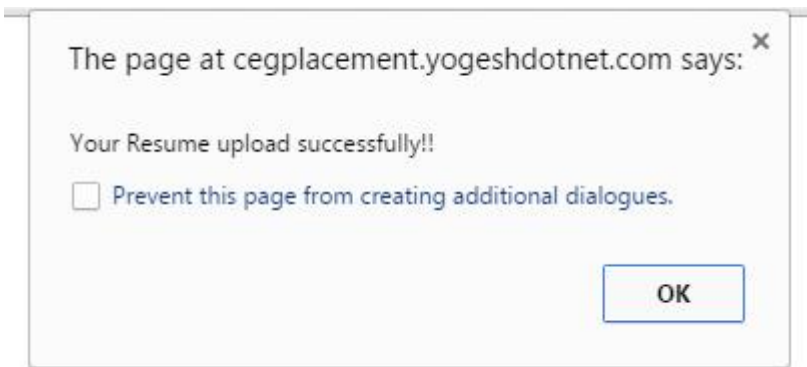 The page at cegplacement.yogeshdotnet.com says:
×
Your Resume upload successfully!!
Prevent this page from creating additional dialogues.
OK